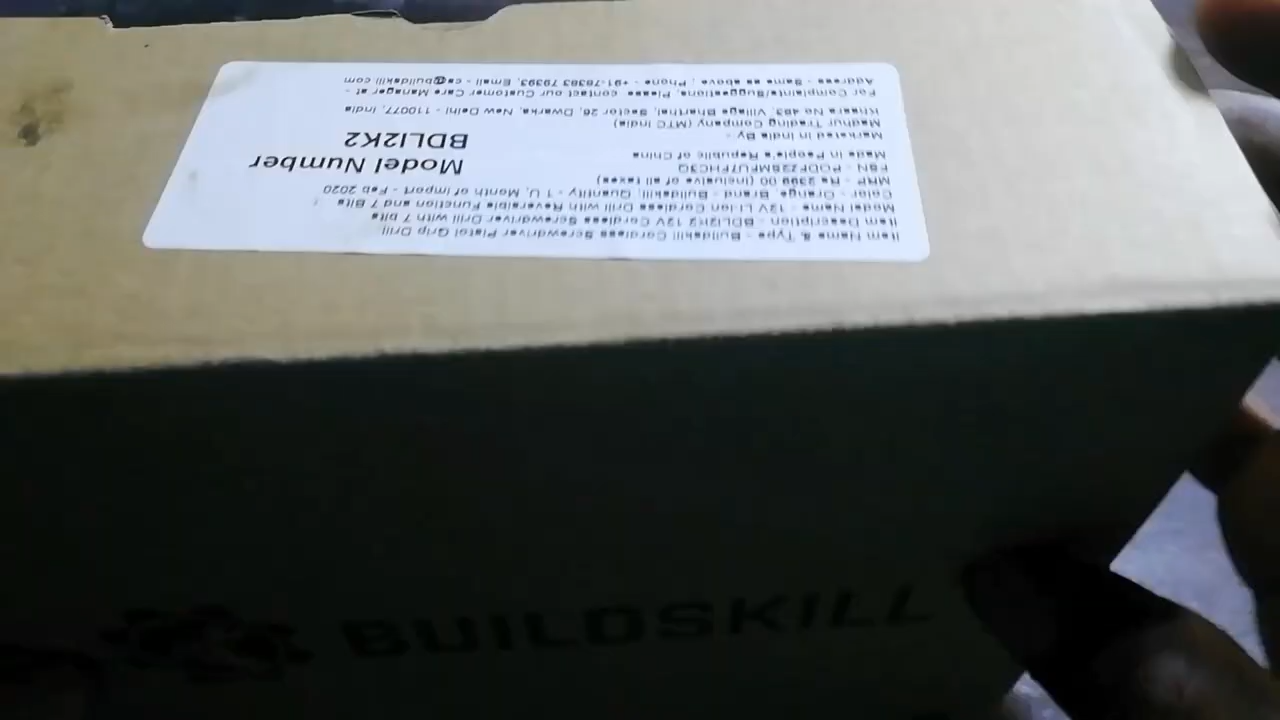 Item Name & Type - Buildskill Cordless Screwdriver Pistol Grip Drill
Item Description - BDLI2K2 12V Cordless Screwdriver Drill with 7 bits
Model Name - 12V Li-ion Cordless Drill with Reversible Function and 7 Bits
Color - Orange, Brand - Buildskill, Quantity - 1 U, Month of Import - Feb 2020
MRP - Rs 2399.00 (Inclusive of all taxes)
FSN - PODFZ2SMFU7FHC3Q
Made in People's Republic of China
Model Number
BDLI2K2
Marketed in India By -
Madhur Trading Company (MTC India)
Khasra No 483, Village Bharthal, Sector 26, Dwarka, New Delhi - 110077, India
For Complaints/Suggestions, Please, contact our Customer Care Manager at -
Address - Same as above, Phone - +91-78383 79393, Email - cs@buildskill.com
BUILDSKILL